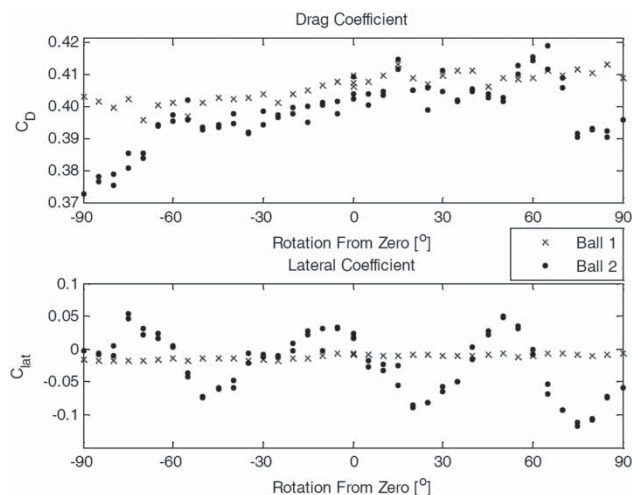 Drag Coefficient
0.42
0.41
0.40
0.39
0.38
0.37
C_D
-90 -60 -30 0 30 60 90
Rotation From Zero [°]
× Ball 1
• Ball 2
Lateral Coefficient
0.1
0.05
0
-0.05
-0.1
C_lat
-90 -60 -30 0 30 60 90
Rotation From Zero [°]